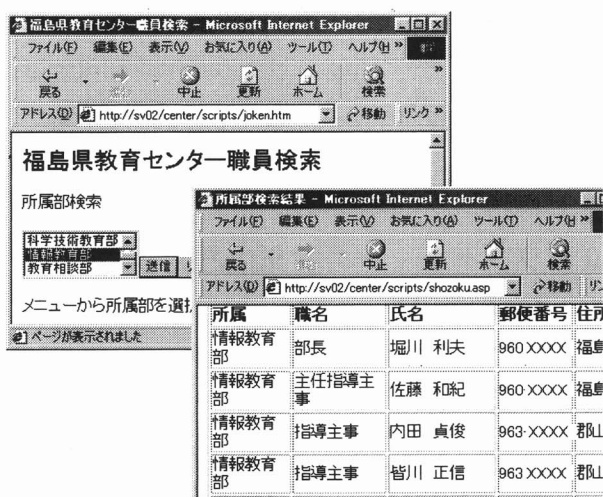 福島県教育センター職員検索 - Microsoft Internet Explorer
ファイル(F) 編集(E) 表示(V) お気に入り(A) ツール(T) ヘルプ(H) »
戻る 中止 更新 ホーム 検索 »
アドレス(D) http://sv02/center/scripts/joken.htm 移動 リンク »
福島県教育センター職員検索
所属部検索
科学技術教育部
情報教育部
教育相談部
送信
メニューから所属部を選
ページが表示されました
所属部検索結果 - Microsoft Internet Explorer
ファイル(F) 編集(E) 表示(V) お気に入り(A) ツール(T) ヘルプ(H) »
戻る 中止 更新 ホーム 検索
アドレス(D) http://sv02/center/scripts/shozoku.asp 移動
所属 職名 氏名 郵便番号 住所
情報教育部 部長 堀川 利夫 960 XXXX 福島
情報教育部 主任指導主事 佐藤 和紀 960-XXXX 福島
情報教育部 指導主事 内田 貞俊 963-XXXX 郡山
情報教育部 指導主事 皆川 正信 963 XXXX 郡山